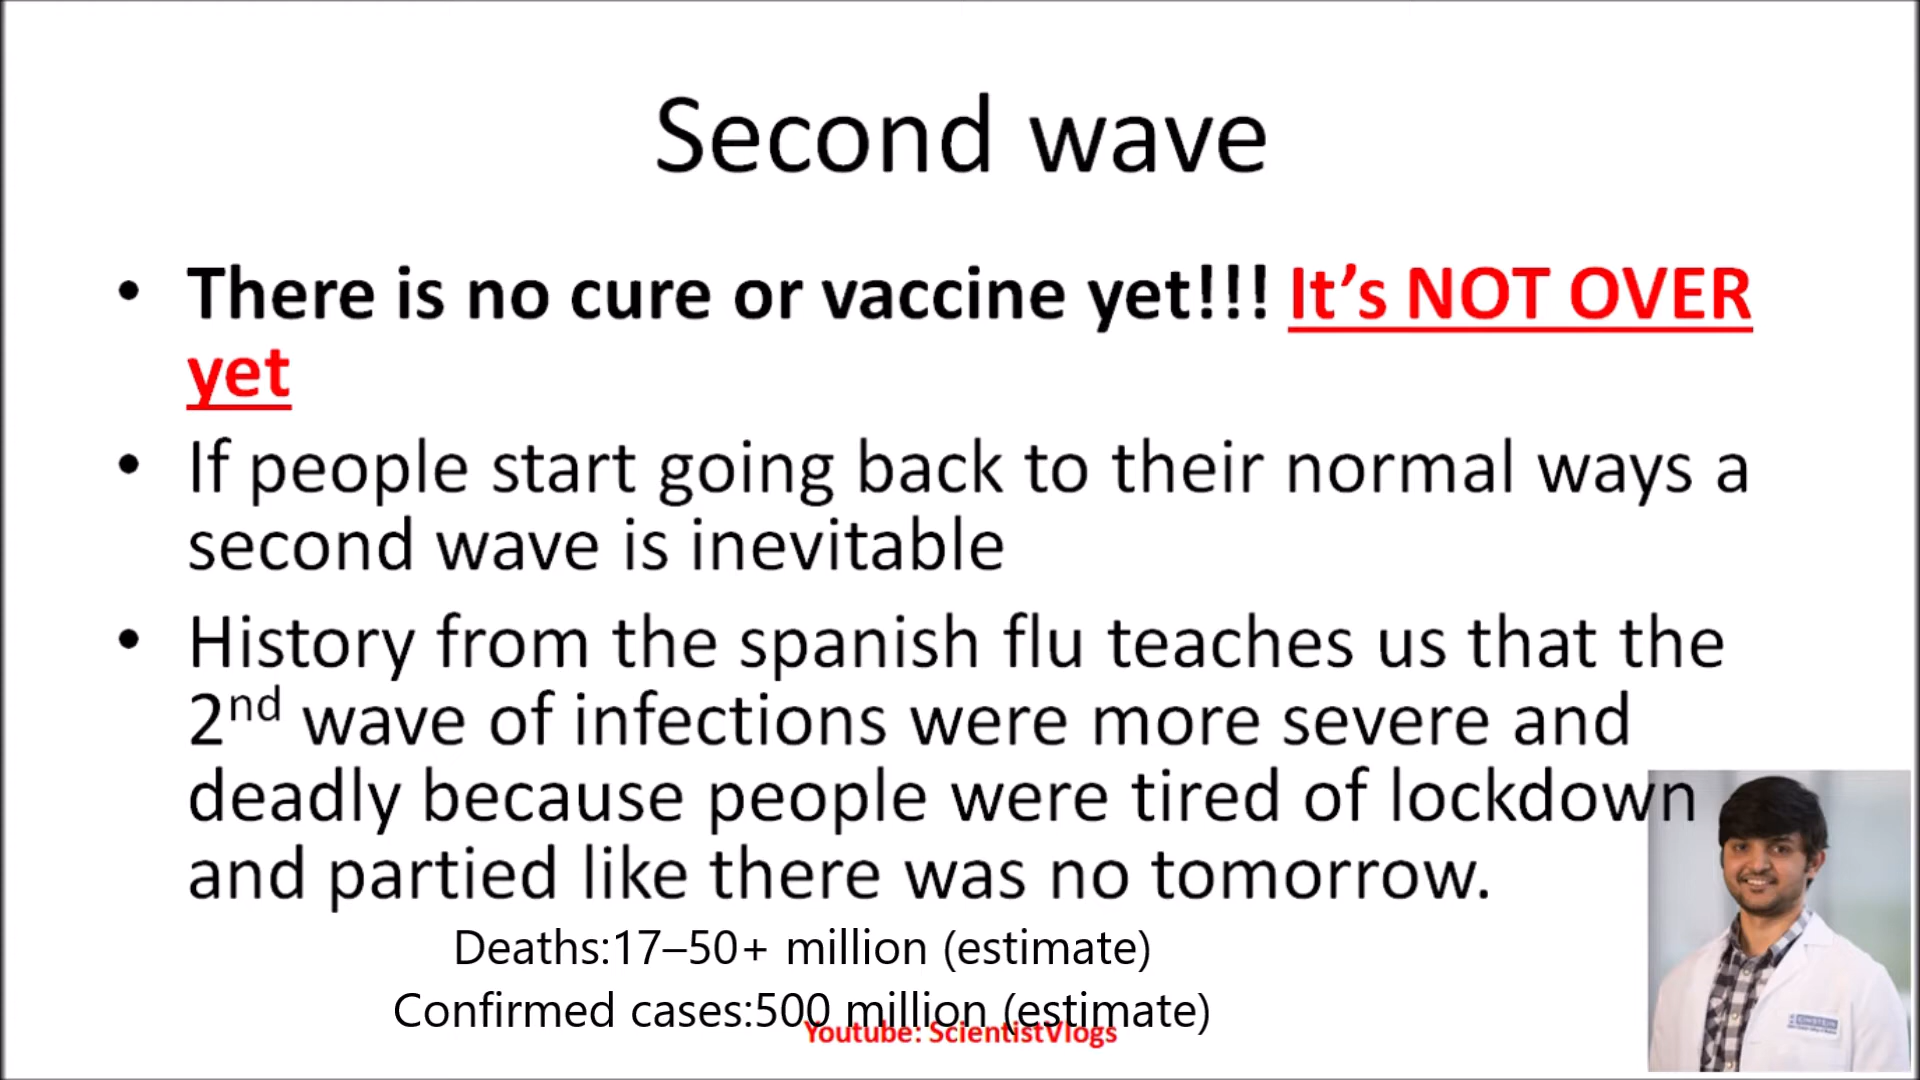 Second wave
• There is no cure or vaccine yet!!! It’s NOT OVER
yet
• If people start going back to their normal ways a
second wave is inevitable
• History from the spanish flu teaches us that the
2nd wave of infections were more severe and
deadly because people were tired of lockdown
and partied like there was no tomorrow.
Deaths:17–50+ million (estimate)
Confirmed cases:500 million (estimate)
Youtube: ScientistVlogs